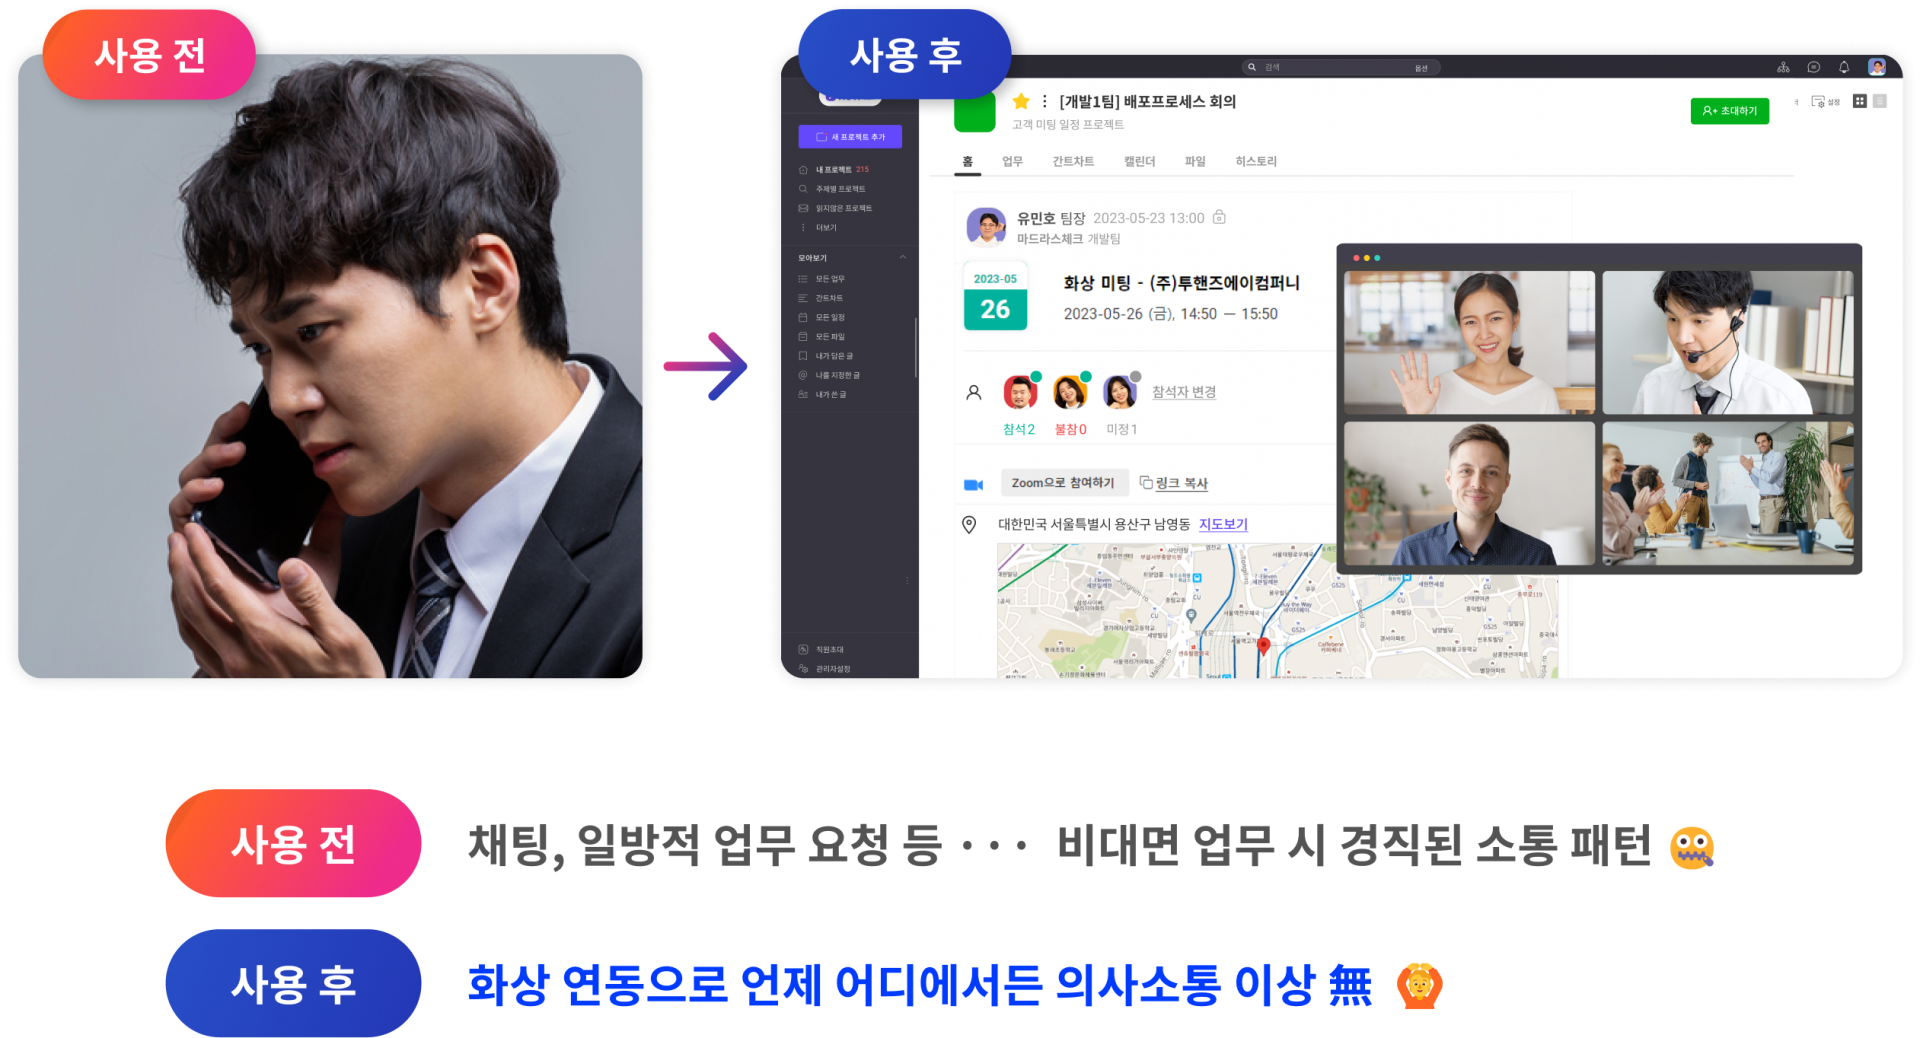 사용 전
사용 후
검색
옵션
새 프로젝트 추가
내 프로젝트 215
주제별 프로젝트
읽지않은 프로젝트
더보기
모아보기
모든 업무
간트차트
모든 일정
모든 파일
내가 담은 글
나를 지정한 글
내가 쓴 글
직원초대
관리자설정
[개발1팀] 배포프로세스 회의
고객 미팅 일정 프로젝트
초대하기
설정
홈 업무 간트차트 캘린더 파일 히스토리
유민호 팀장 2023-05-23 13:00
마드라스체크 개발팀
2023-05
26
화상 미팅 - (주)투핸즈에이컴퍼니
2023-05-26 (금), 14:50 — 15:50
참석자 변경
참석2 불참0 미정1
Zoom으로 참여하기 링크 복사
대한민국 서울특별시 용산구 남영동 지도보기
사용 전 채팅, 일방적 업무 요청 등 ··· 비대면 업무 시 경직된 소통 패턴
사용 후 화상 연동으로 언제 어디에서든 의사소통 이상 無